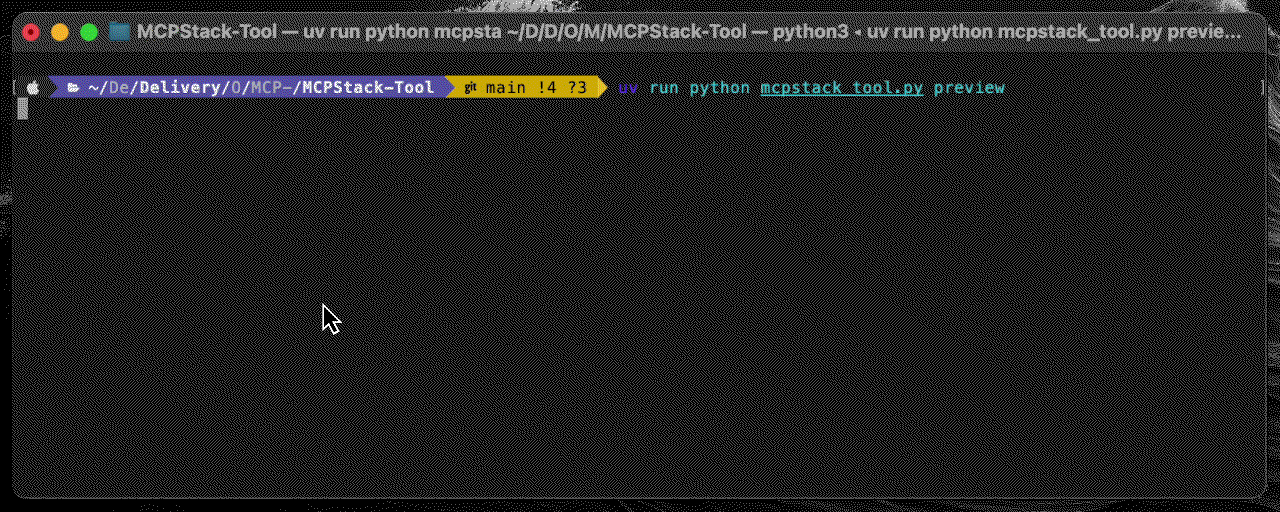 MCPStack-Tool — uv run python mcpsta ~/D/D/O/M/MCPStack-Tool — python3 ◂ uv run python mcpstack_tool.py previe...
~/De/Delivery/O/MCP-/MCPStack-Tool git main !4 ?3 uv run python mcpstack_tool.py preview